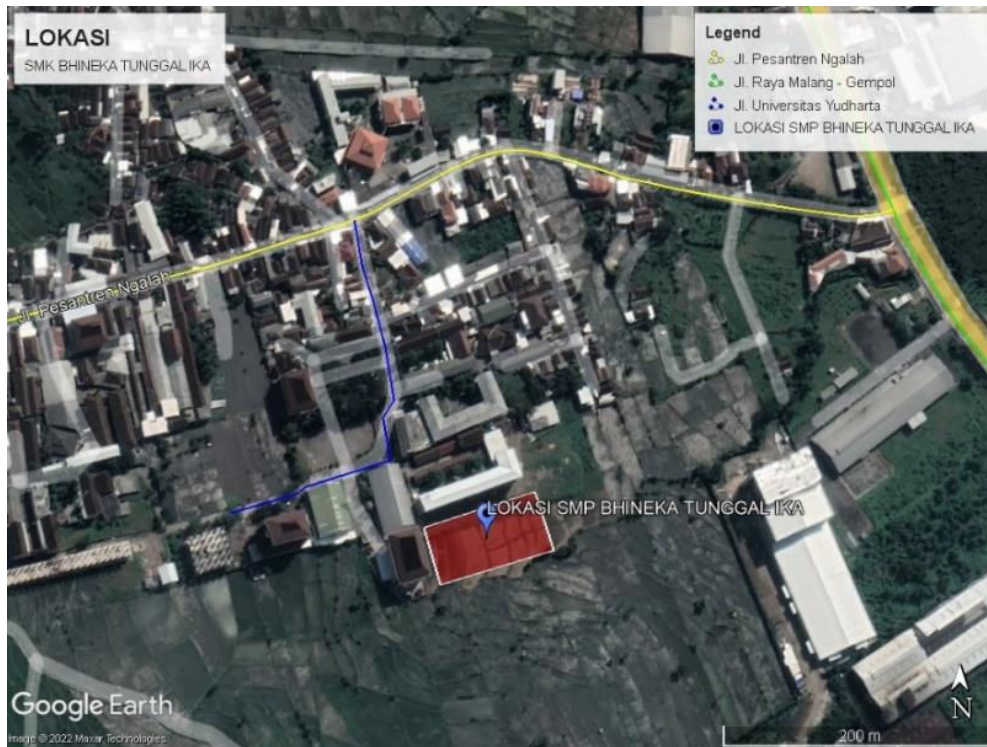 LOKASI
SMK BHINEKA TUNGGAL IKA
Legend
Jl. Pesantren Ngalah
Jl. Raya Malang - Gempol
Jl. Universitas Yudharta
LOKASI SMP BHINEKA TUNGGAL IKA
Jl. Pesantren Ngalah
LOKASI SMP BHINEKA TUNGGAL IKA
Google Earth
Image © 2022 Maxar Technologies
200 m
N